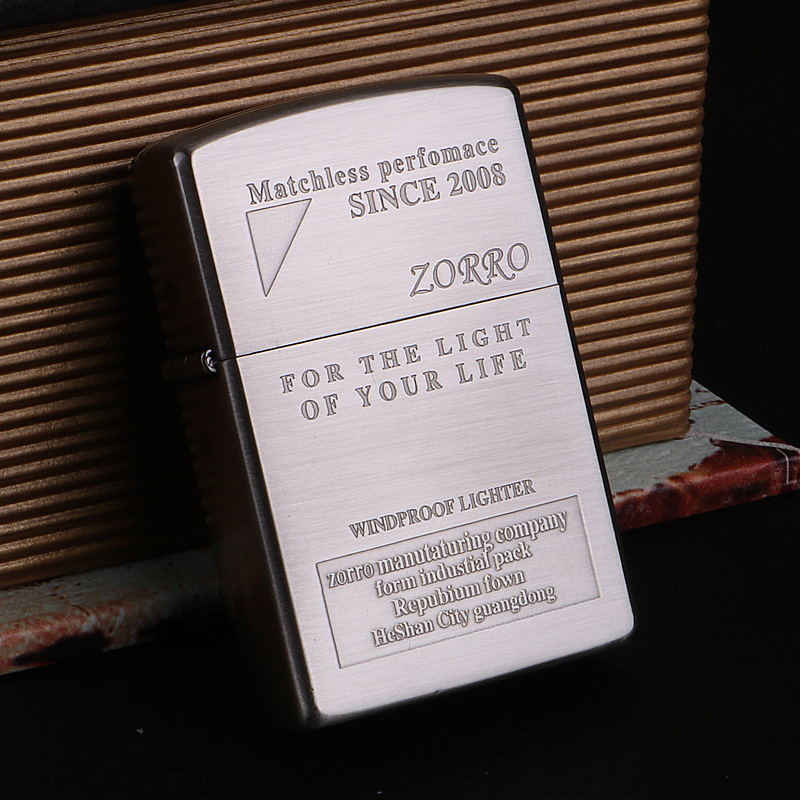 Matchless perfomace
SINCE 2008
ZORRO
FOR THE LIGHT
OF YOUR LIFE
WINDPROOF LIGHTER
zorro manufaturing company
form industial pack
Repubium fown
HeShan City guangdong